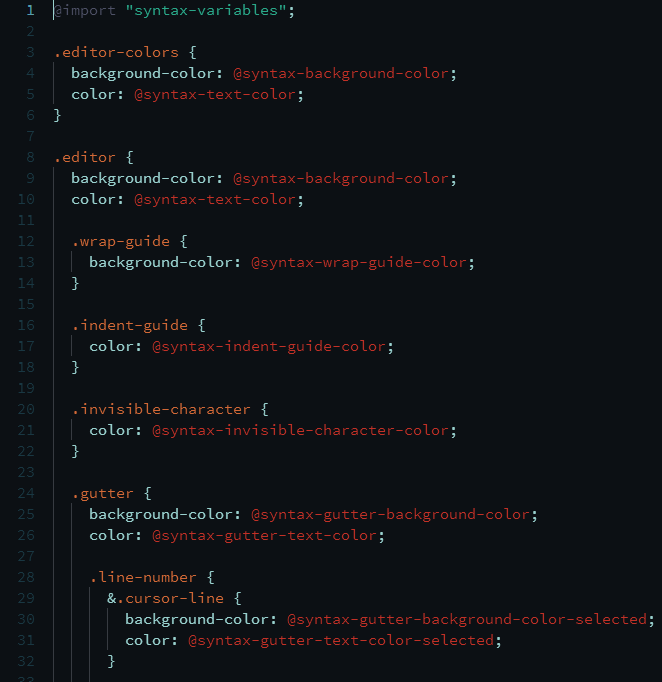 1 @import "syntax-variables";
2
3 .editor-colors {
4   background-color: @syntax-background-color;
5   color: @syntax-text-color;
6 }
7
8 .editor {
9   background-color: @syntax-background-color;
10   color: @syntax-text-color;
11
12   .wrap-guide {
13     background-color: @syntax-wrap-guide-color;
14   }
15
16   .indent-guide {
17     color: @syntax-indent-guide-color;
18   }
19
20   .invisible-character {
21     color: @syntax-invisible-character-color;
22   }
23
24   .gutter {
25     background-color: @syntax-gutter-background-color;
26     color: @syntax-gutter-text-color;
27
28     .line-number {
29       &.cursor-line {
30         background-color: @syntax-gutter-background-color-selected;
31         color: @syntax-gutter-text-color-selected;
32       }